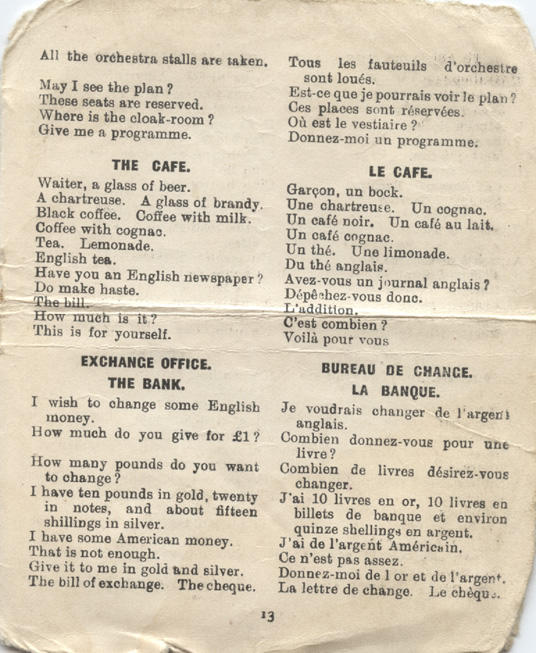 All the orchestra stalls are taken.
May I see the plan?
These seats are reserved.
Where is the cloak-room?
Give me a programme.
THE CAFE.
Waiter, a glass of beer.
A chartreuse. A glass of brandy.
Black coffee. Coffee with milk.
Coffee with cognac.
Tea. Lemonade.
English tea.
Have you an English newspaper?
Do make haste.
The bill.
How much is it?
This is for yourself.
EXCHANGE OFFICE.
THE BANK.
I wish to change some English
money.
How much do you give for £1?
How many pounds do you want
to change?
I have ten pounds in gold, twenty
in notes, and about fifteen
shillings in silver.
I have some American money.
That is not enough.
Give it to me in gold and silver.
The bill of exchange. The cheque.
Tous les fauteuils d'orchestre
sont loués.
Est-ce que je pourrais voir le plan?
Ces places sont réservées.
Où est le vestiaire?
Donnez-moi un programme.
LE CAFE.
Garçon, un bock.
Une chartreuse. Un cognac.
Un café noir. Un café au lait.
Un café cognac.
Un thé. Une limonade.
Du thé anglais.
Avez-vous un journal anglais?
Dépêchez-vous donc.
L'addition.
C'est combien?
Voilà pour vous
BUREAU DE CHANGE.
LA BANQUE.
Je voudrais changer de l'argent
anglais.
Combien donnez-vous pour une
livre?
Combien de livres désirez-vous
changer.
J'ai 10 livres en or, 10 livres en
billets de banque et environ
quinze shellings en argent.
J'ai de l'argent Américain.
Ce n'est pas assez.
Donnez-moi de l or et de l'argent.
La lettre de change. Le chèque.
13